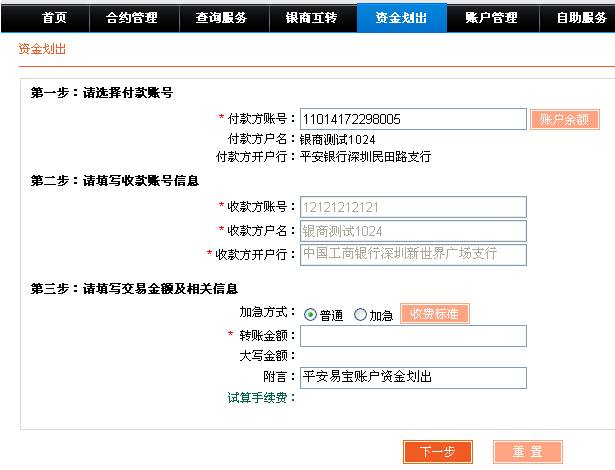 首页 合约管理 查询服务 银商互转 资金划出 账户管理 自助服务
资金划出
第一步：请选择付款账号
* 付款方账号： 11014172298005 账户余额
付款方户名： 银商测试1024
付款方开户行： 平安银行深圳民田路支行
第二步：请填写收款账号信息
* 收款方账号： 12121212121
* 收款方户名： 银商测试1024
* 收款方开户行： 中国工商银行深圳新世界广场支行
第三步：请填写交易金额及相关信息
加急方式： 普通 加急 收费标准
* 转账金额：
大写金额：
附言： 平安易宝账户资金划出
试算手续费：
下一步 重 置